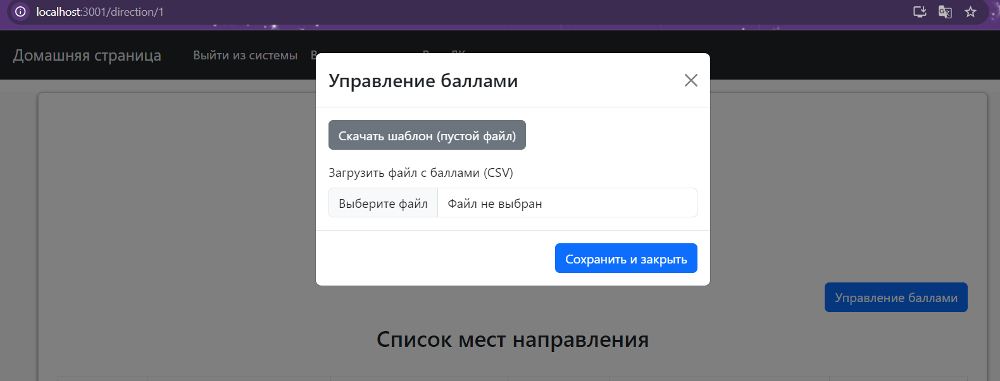 localhost:3001/direction/1
Домашняя страница Выйти из системы
Управление баллами
Скачать шаблон (пустой файл)
Загрузить файл с баллами (CSV)
Выберите файл Файл не выбран
Сохранить и закрыть
Управление баллами
Список мест направления